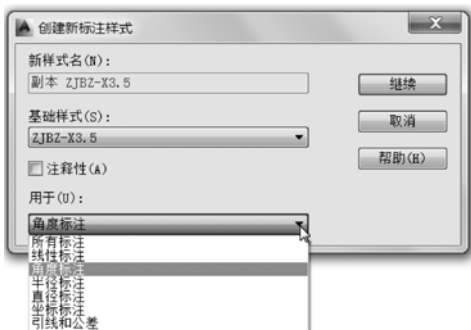 创建新标注样式
新样式名(N):
副本 ZJBZ-X3.5
继续
基础样式(S):
ZJBZ-X3.5
取消
注释性(A)
帮助(H)
用于(U):
角度标注
所有标注
线性标注
角度标注
半径标注
直径标注
坐标标注
引线和公差